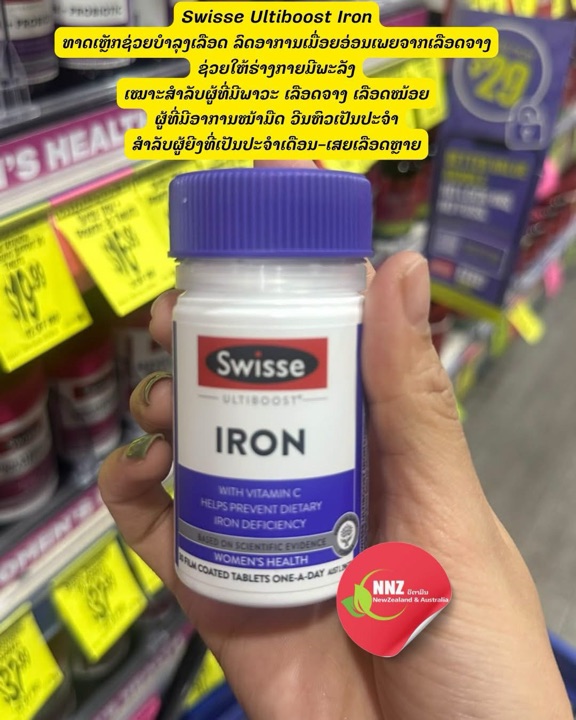 Swisse Ultiboost Iron
ທາດເຫຼັກຊ່ວຍບຳລຸງເລືອດ ລົດອາການເມື່ອຍອ່ອນເພຍຈາກເລືອດຈາງ
ຊ່ວຍໃຫ້ຮ່າງກາຍມີພະລັງ
ເໝາະສຳລັບຜູ້ທີ່ມີພາວະ ເລືອດຈາງ ເລືອດໜ້ອຍ
ຜູ້ທີ່ມີອາການໜ້າມືດ ວິນຫົວເປັນປະຈຳ
ສຳລັບຜູ້ຍີງທີ່ເປັນປະຈຳເດືອນ-ເສຍເລືອດຫຼາຍ
PROBIOTIC
N'S HEALTH
$29
Swisse
ULTIBOOST
IRON
WITH VITAMIN C
HELPS PREVENT DIETARY
IRON DEFICIENCY
BASED ON SCIENTIFIC EVIDENCE
WOMEN'S HEALTH
FILM COATED TABLETS ONE-A-DAY
NNZ ວິຕາມິນ
NewZealand & Australia